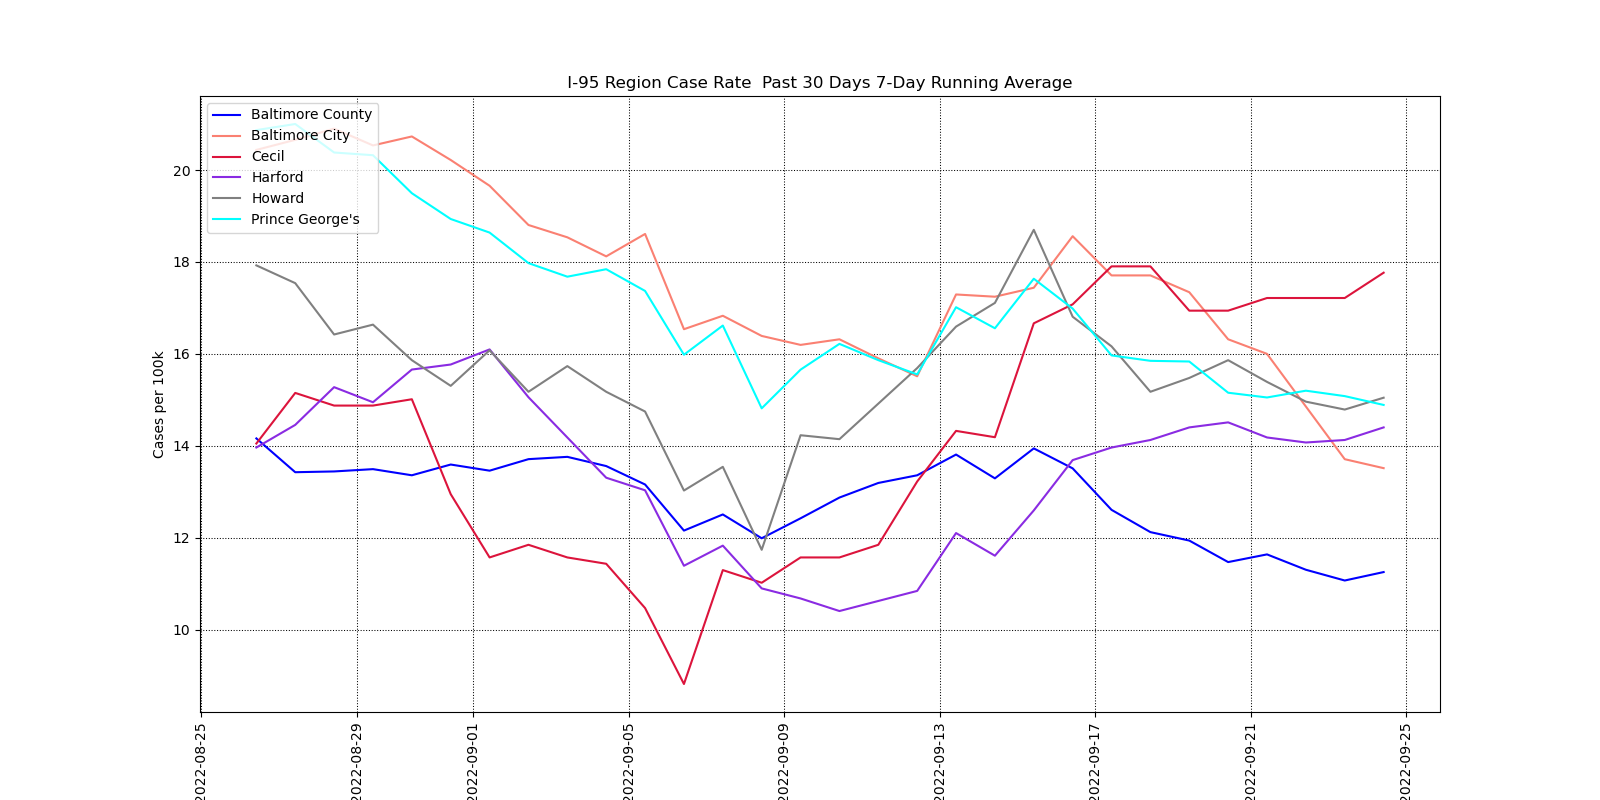 I-95 Region Case Rate  Past 30 Days 7-Day Running Average
Baltimore County
Baltimore City
Cecil
Harford
Howard
Prince George's
Cases per 100k
20
18
16
14
12
10
2022-08-25
2022-08-29
2022-09-01
2022-09-05
2022-09-09
2022-09-13
2022-09-17
2022-09-21
2022-09-25